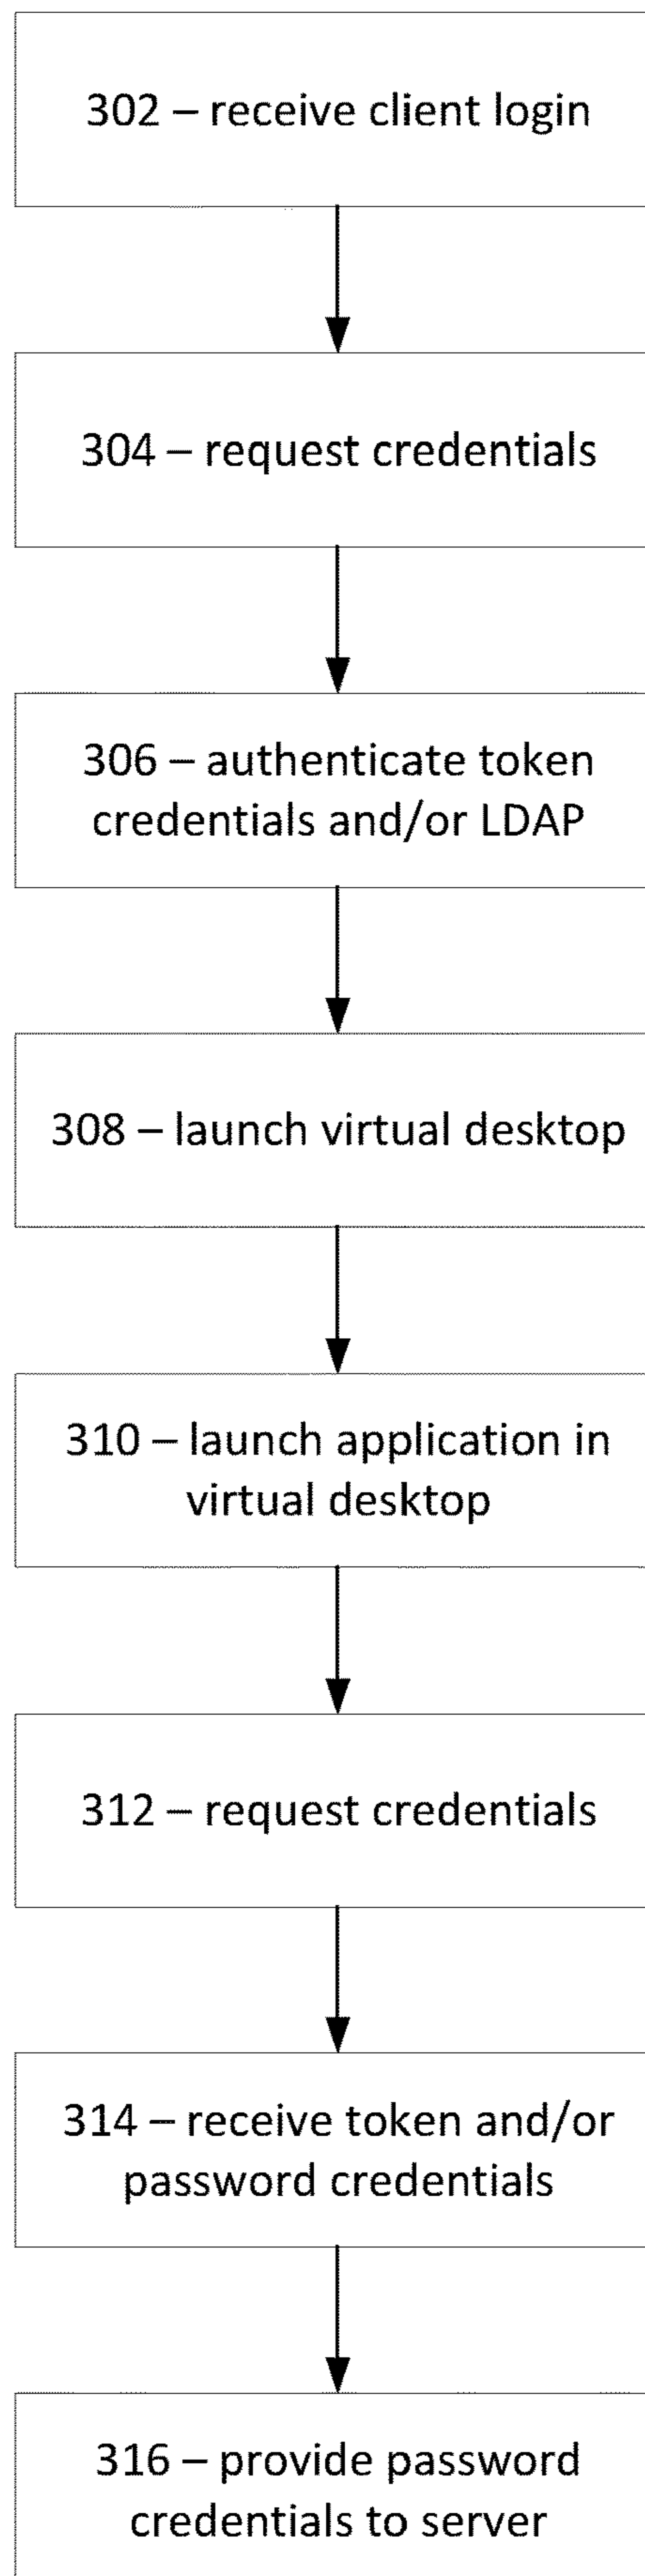 302 – receive client login
304 – request credentials
306 – authenticate token
credentials and/or LDAP
308 – launch virtual desktop
310 – launch application in
virtual desktop
312 – request credentials
314 – receive token and/or
password credentials
316 – provide password
credentials to server